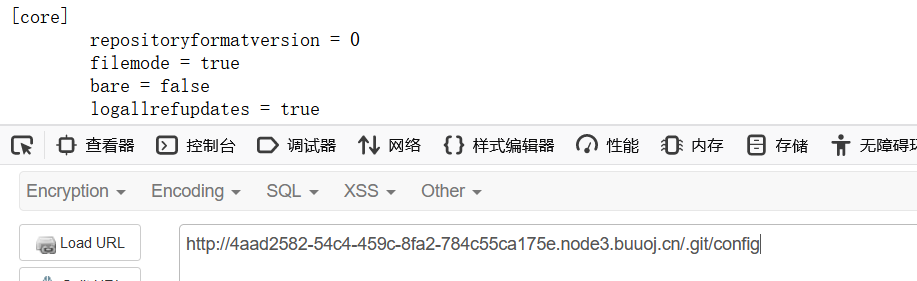 [core]
repositoryformatversion = 0
filemode = true
bare = false
logallrefupdates = true
查看器 控制台 调试器 网络 样式编辑器 性能 内存 存储 无障碍环
Encryption Encoding SQL XSS Other
Load URL
http://4aad2582-54c4-459c-8fa2-784c55ca175e.node3.buuoj.cn/.git/config